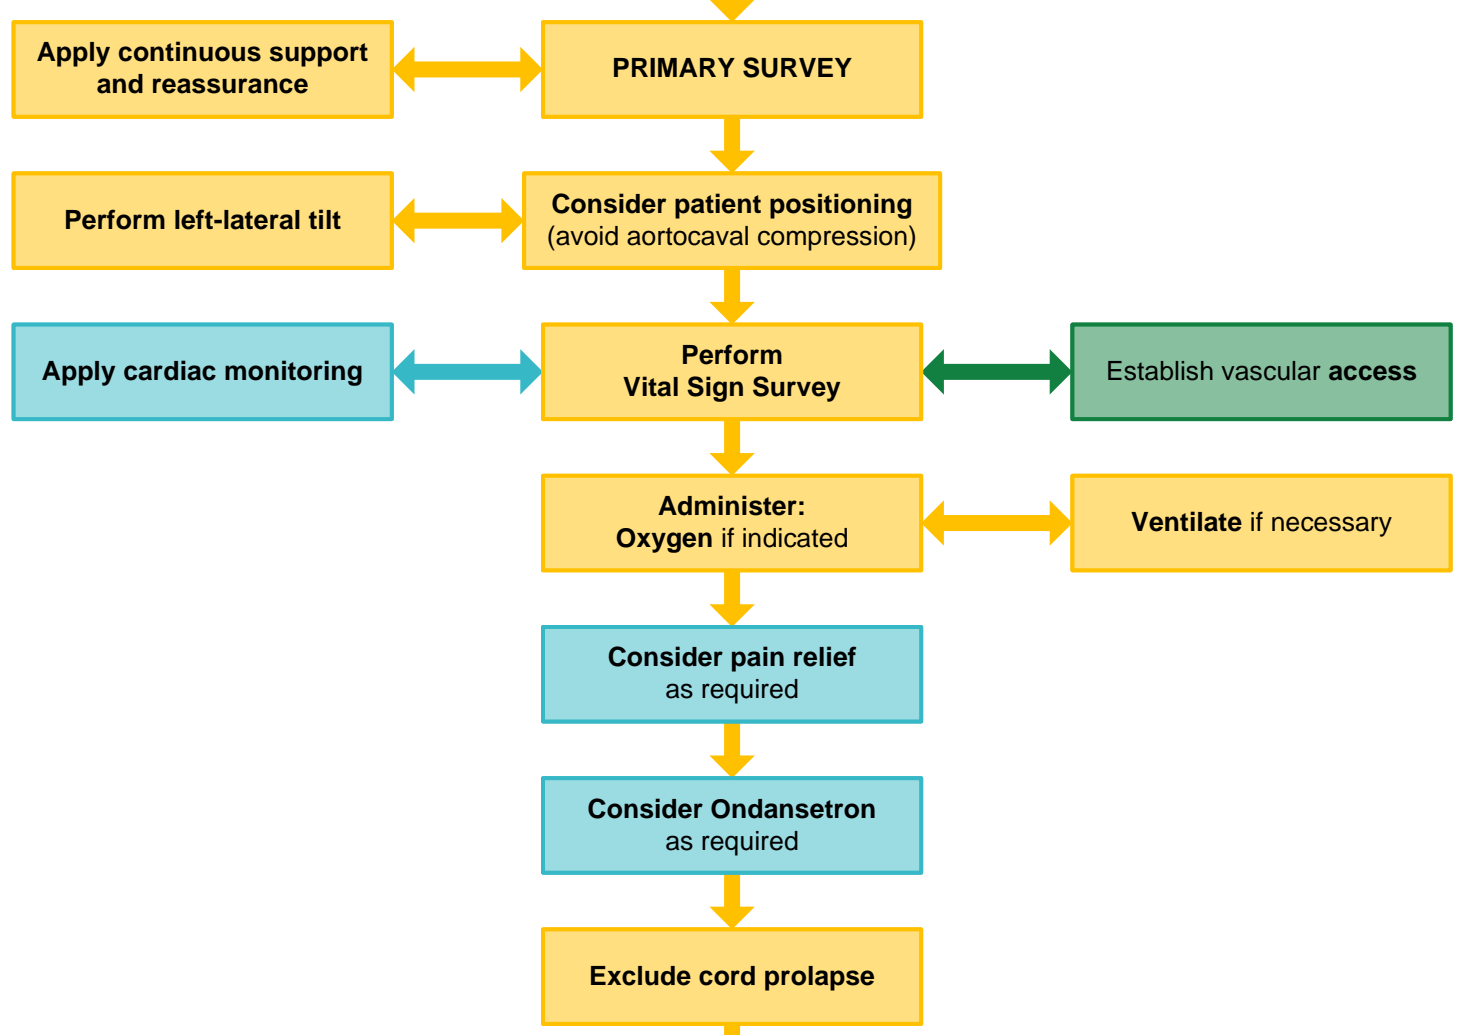 Apply continuous support
and reassurance
PRIMARY SURVEY
Perform left-lateral tilt
Consider patient positioning
(avoid aortocaval compression)
Apply cardiac monitoring
Perform
Vital Sign Survey
Establish vascular access
Administer:
Oxygen if indicated
Ventilate if necessary
Consider pain relief
as required
Consider Ondansetron
as required
Exclude cord prolapse